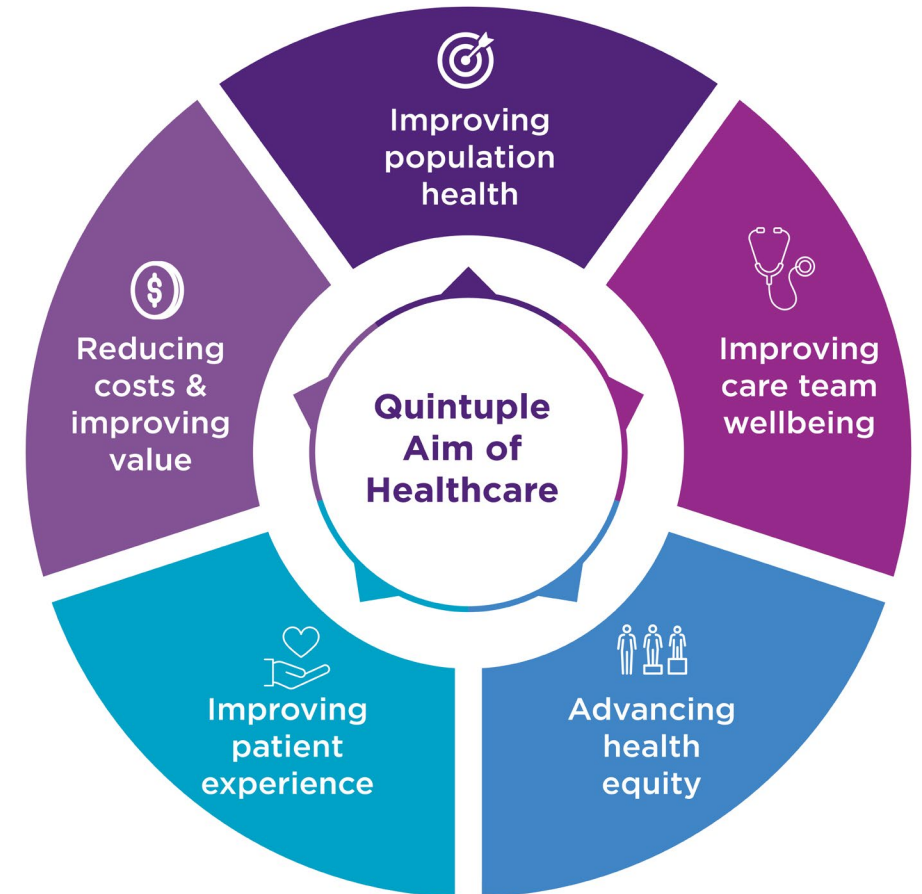 Improving
population
health
Improving
care team
wellbeing
Advancing
health
equity
Improving
patient
experience
$
Reducing
costs &
improving
value
Quintuple
Aim of
Healthcare